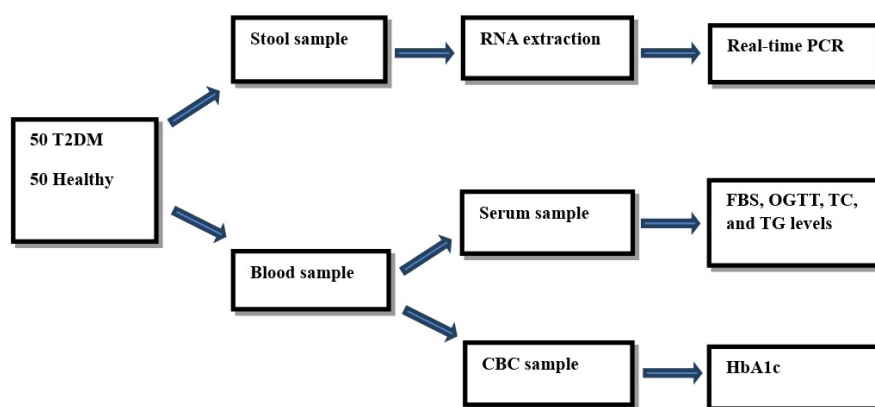 50 T2DM
50 Healthy
Stool sample
RNA extraction
Real-time PCR
Blood sample
Serum sample
FBS, OGTT, TC,
and TG levels
CBC sample
HbA1c